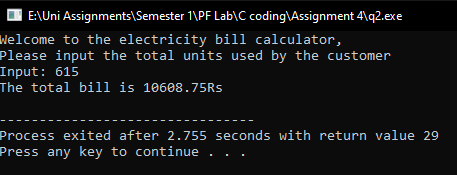 E:\Uni Assignments\Semester 1\PF Lab\C coding\Assignment 4\q2.exe
Welcome to the electricity bill calculator,
Please input the total units used by the customer
Input: 615
The total bill is 10608.75Rs
--------------------------------
Process exited after 2.755 seconds with return value 29
Press any key to continue . . .